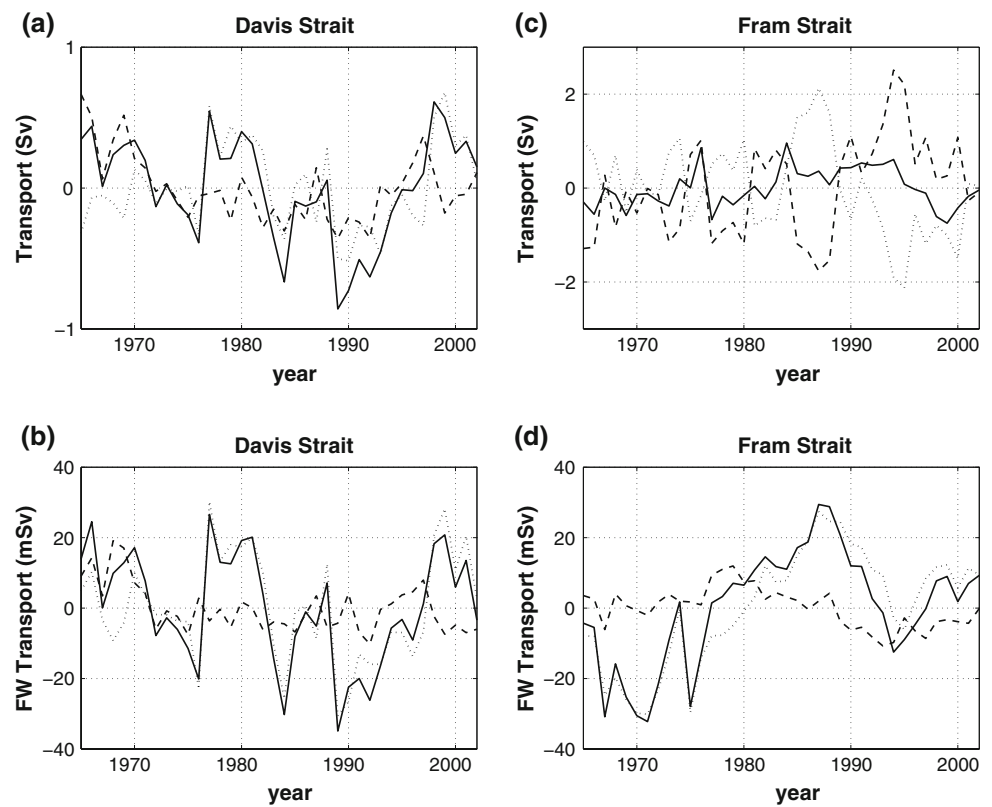 (a)
Davis Strait
1
0
−1
Transport (Sv)
1970
1980
1990
2000
year
(c)
Fram Strait
2
0
−2
Transport (Sv)
1970
1980
1990
2000
year
(b)
Davis Strait
40
20
0
−20
−40
FW Transport (mSv)
1970
1980
1990
2000
year
(d)
Fram Strait
40
20
0
−20
−40
FW Transport (mSv)
1970
1980
1990
2000
year